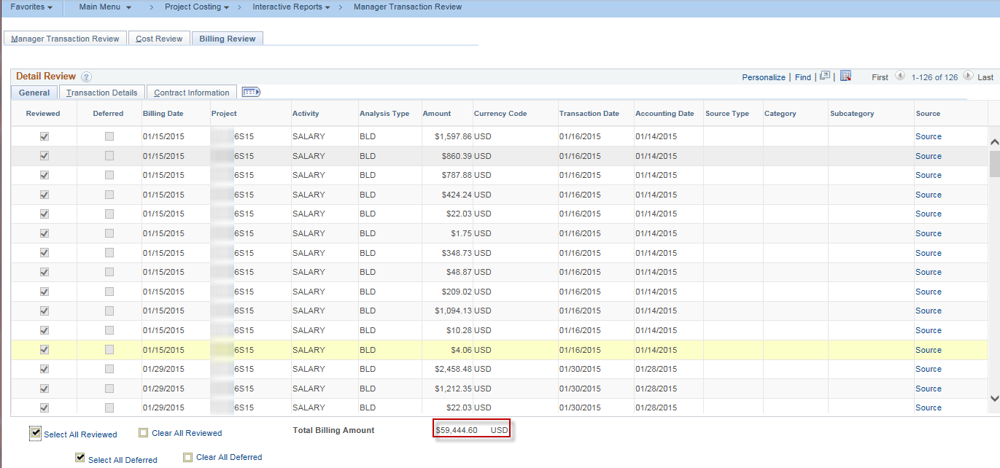 Favorites Main Menu > Project Costing > Interactive Reports > Manager Transaction Review
Manager Transaction Review Cost Review Billing Review
Detail Review ? Personalize | Find | | First 1-126 of 126 Last
General Transaction Details Contract Information
Reviewed Deferred Billing Date Project Activity Analysis Type Amount Currency Code Transaction Date Accounting Date Source Type Category Subcategory Source
01/15/2015 6S15 SALARY BLD $1,597.86 USD 01/16/2015 01/14/2015 Source
01/15/2015 6S15 SALARY BLD $860.39 USD 01/16/2015 01/14/2015 Source
01/15/2015 6S15 SALARY BLD $787.88 USD 01/16/2015 01/14/2015 Source
01/15/2015 6S15 SALARY BLD $424.24 USD 01/16/2015 01/14/2015 Source
01/15/2015 6S15 SALARY BLD $22.03 USD 01/16/2015 01/14/2015 Source
01/15/2015 6S15 SALARY BLD $1.75 USD 01/16/2015 01/14/2015 Source
01/15/2015 6S15 SALARY BLD $348.73 USD 01/16/2015 01/14/2015 Source
01/15/2015 6S15 SALARY BLD $48.87 USD 01/16/2015 01/14/2015 Source
01/15/2015 6S15 SALARY BLD $209.02 USD 01/16/2015 01/14/2015 Source
01/15/2015 6S15 SALARY BLD $1,094.13 USD 01/16/2015 01/14/2015 Source
01/15/2015 6S15 SALARY BLD $10.28 USD 01/16/2015 01/14/2015 Source
01/15/2015 6S15 SALARY BLD $4.06 USD 01/16/2015 01/14/2015 Source
01/29/2015 6S15 SALARY BLD $2,458.48 USD 01/30/2015 01/28/2015 Source
01/29/2015 6S15 SALARY BLD $1,212.35 USD 01/30/2015 01/28/2015 Source
01/29/2015 6S15 SALARY BLD $22.03 USD 01/30/2015 01/28/2015 Source
Select All Reviewed Clear All Reviewed Total Billing Amount $59,444.60 USD
Select All Deferred Clear All Deferred